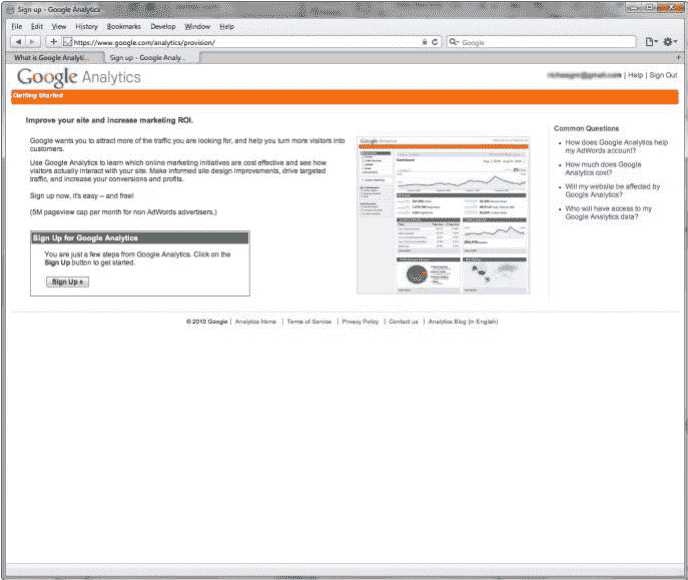 Sign up - Google Analytics
File Edit View History Bookmarks Develop Window Help
https://www.google.com/analytics/provision/
Google
What is Google Analyti...
Sign up - Google Analy...
Google Analytics
| Help | Sign Out
Getting Started
Improve your site and increase marketing ROI.
Google wants you to attract more of the traffic you are looking for, and help you turn more visitors into
customers.
Use Google Analytics to learn which online marketing initiatives are cost effective and see how
visitors actually interact with your site. Make informed site design improvements, drive targeted
traffic, and increase your conversions and profits.
Sign up now, it's easy – and free!
(5M pageview cap per month for non AdWords advertisers.)
Sign Up for Google Analytics
You are just a few steps from Google Analytics. Click on the
Sign Up button to get started.
Sign Up
Dashboard
Common Questions
How does Google Analytics help
my AdWords account?
How much does Google
Analytics cost?
Will my website be affected by
Google Analytics?
Who will have access to my
Google Analytics data?
© 2010 Google | Analytics Home | Terms of Service | Privacy Policy | Contact us | Analytics Blog (in English)